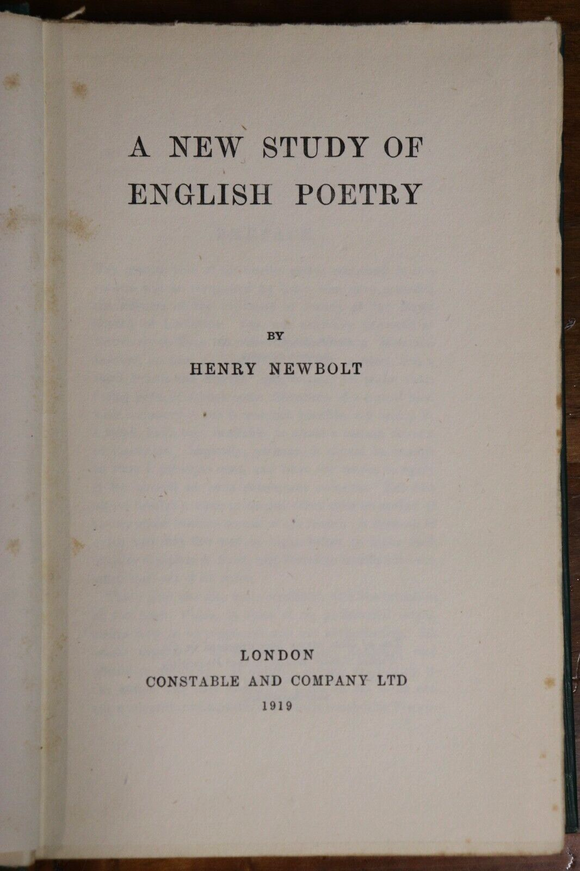 A NEW STUDY OF
ENGLISH POETRY
BY
HENRY NEWBOLT
LONDON
CONSTABLE AND COMPANY LTD
1919